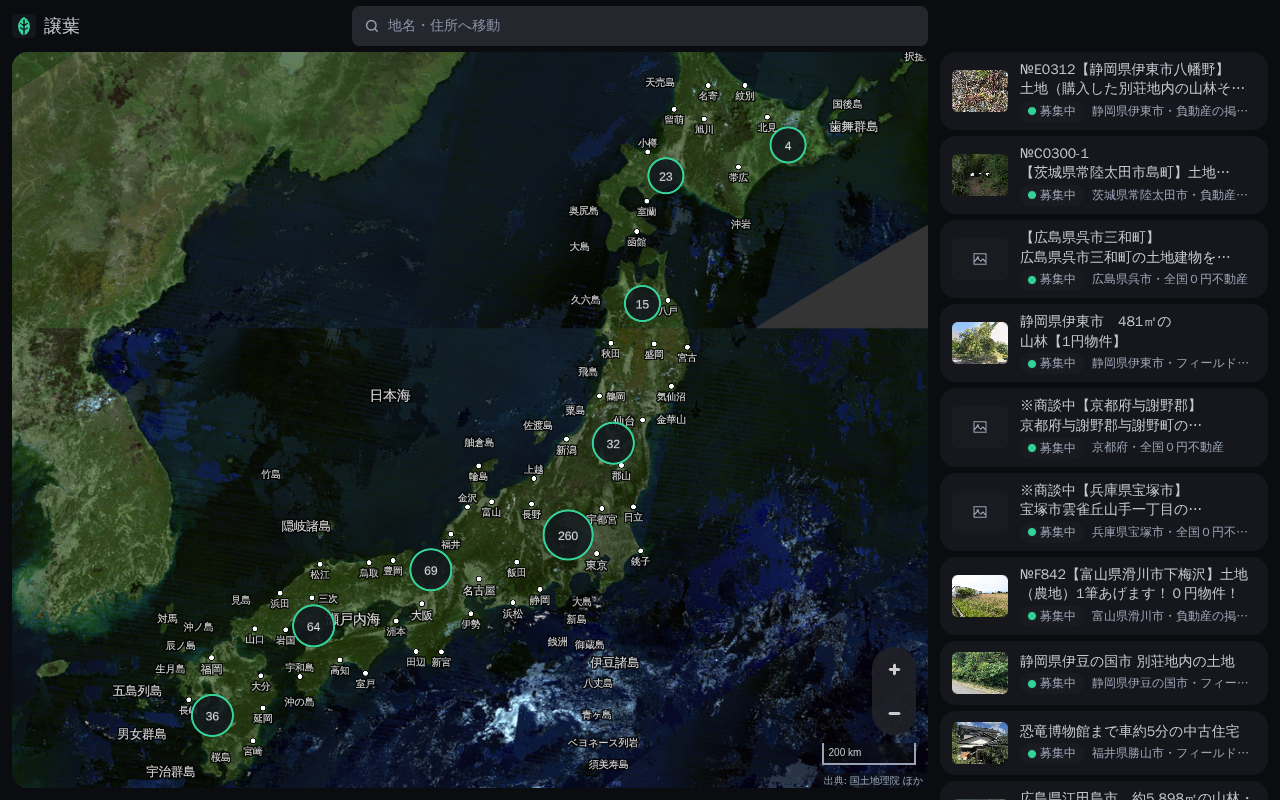 譲葉
地名・住所へ移動
天売島
名寄
紋別
択捉
国後島
留萌
旭川
北見
歯舞群島
小樽
4
23
帯広
室蘭
奥尻島
沖岩
函館
大島
久六島
15
八戸
秋田
盛岡
宮古
飛島
日本海
鶴岡
気仙沼
粟島
仙台
金華山
佐渡島
舳倉島
新潟
32
竹島
輪島
上越
郡山
金沢
富山
長野
宇都宮
日立
隠岐諸島
福井
260
東京
銚子
松江
鳥取
豊岡
69
飯田
名古屋
見島
浜田
三次
静岡
大島
対馬
沖ノ島
64
瀬戸内海
大阪
浜松
新島
山口
岩国
洲本
伊勢
辰ノ島
銭洲
御蔵島
生月島
福岡
宇和島
高知
田辺
新宮
伊豆諸島
五島列島
大分
室戸
八丈島
沖の島
36
延岡
青ヶ島
男女群島
宮崎
ベヨネース列岩
桜島
宇治群島
須美寿島
+
−
200 km
出典: 国土地理院 ほか
№E0312【静岡県伊東市八幡野】
土地（購入した別荘地内の山林そ…
募集中 静岡県伊東市・負動産の掲…
№C0300-1
【茨城県常陸太田市島町】土地…
募集中 茨城県常陸太田市・負動産…
【広島県呉市三和町】
広島県呉市三和町の土地建物を…
募集中 広島県呉市・全国０円不動産
静岡県伊東市　481㎡の
山林【1円物件】
募集中 静岡県伊東市・フィールド…
※商談中【京都府与謝野郡】
京都府与謝野郡与謝野町の…
募集中 京都府・全国０円不動産
※商談中【兵庫県宝塚市】
宝塚市雲雀丘山手一丁目の…
募集中 兵庫県宝塚市・全国０円不…
№F842【富山県滑川市下梅沢】土地
（農地）1筆あげます！０円物件！
募集中 富山県滑川市・負動産の掲…
静岡県伊豆の国市 別荘地内の土地
募集中 静岡県伊豆の国市・フィー…
恐竜博物館まで車約5分の中古住宅
募集中 福井県勝山市・フィールド…
広島県江田島市　約5,898㎡の山林・